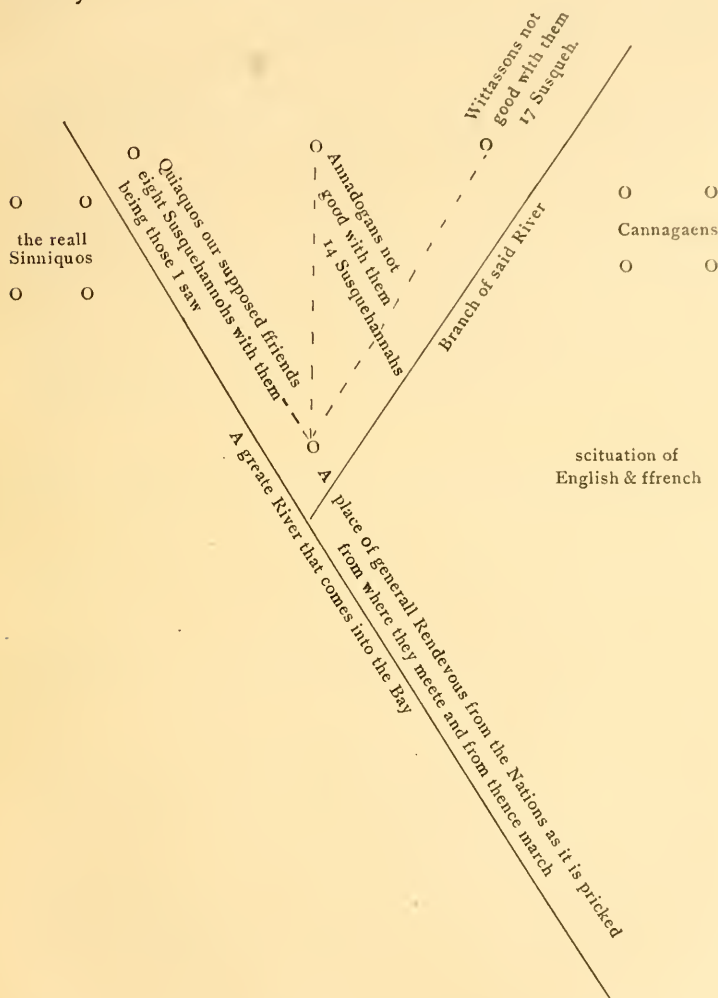 Wittassons not
good with them
17 Susqueh.
O
O
Quiaquos our supposed ffriends
eight Susquehannohs with them
being those I saw
O
Annadogans not
good with them
14 Susquehannahs
O O
the reall
Sinniquos
O O
O O
Cannagaens
O O
Branch of said River
O
scituation of
English & ffrench
A greate River that comes into the Bay
A place of generall Rendevous from the Nations as it is pricked
from where they meete and from thence march